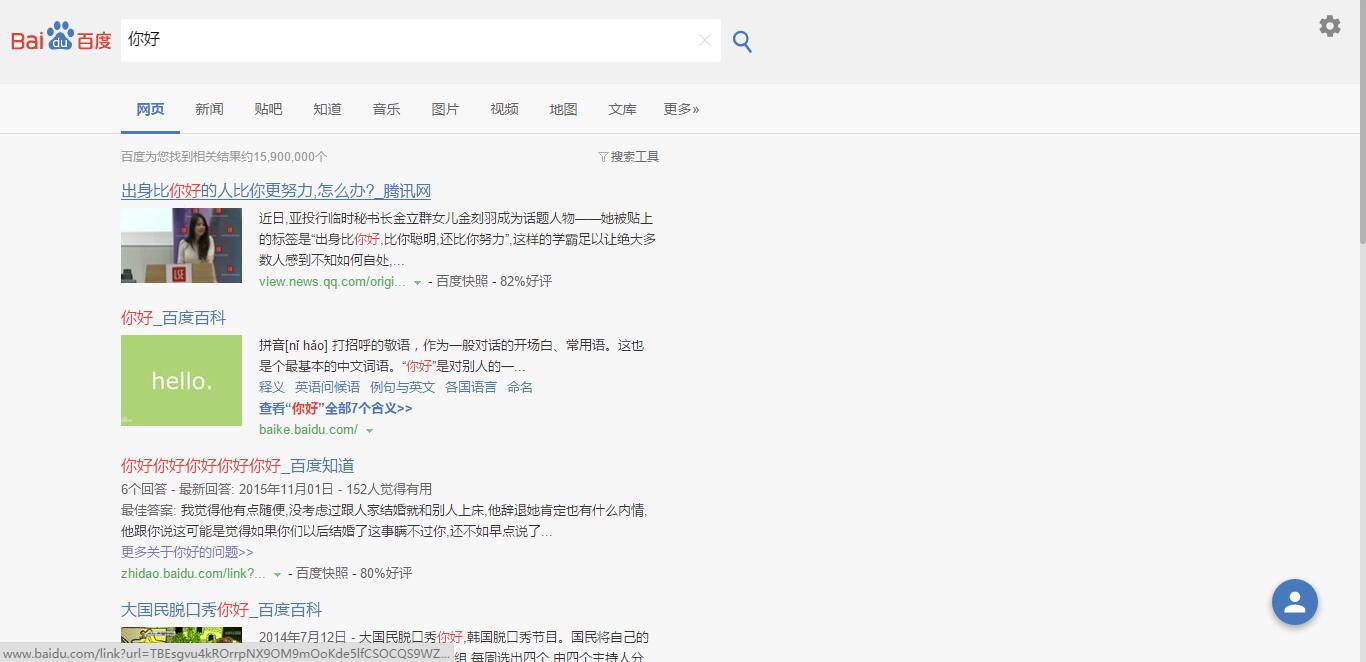 Bai du 百度
你好
网页 新闻 贴吧 知道 音乐 图片 视频 地图 文库 更多»
百度为您找到相关结果约15,900,000个
搜索工具
出身比你好的人比你更努力,怎么办?_腾讯网
近日,亚投行临时秘书长金立群女儿金刻羽成为话题人物——她被贴上
的标签是“出身比你好,比你聪明,还比你努力”,这样的学霸足以让绝大多
数人感到不知如何自处,...
view.news.qq.com/origi... - 百度快照 - 82%好评
LSE
你好_百度百科
hello.
拼音[nǐ hǎo] 打招呼的敬语，作为一般对话的开场白、常用语。这也
是个最基本的中文词语。“你好”是对别人的一...
释义 英语问候语 例句与英文 各国语言 命名
查看“你好”全部7个含义>>
baike.baidu.com/
你好你好你好你好你好_百度知道
6个回答 - 最新回答: 2015年11月01日 - 152人觉得有用
最佳答案: 我觉得他有点随便,没考虑过跟人家结婚就和别人上床,他辞退她肯定也有什么内情,
他跟你说这可能是觉得如果你们以后结婚了这事瞒不过你,还不如早点说了...
更多关于你好的问题>>
zhidao.baidu.com/link?... - 百度快照 - 80%好评
大国民脱口秀你好_百度百科
2014年7月12日 - 大国民脱口秀你好,韩国脱口秀节目。国民将自己的
组,每周选出四个,由四个主持人分
www.baidu.com/link?url=TBEsgvu4kROrrpNX9OM9mOoKde5lfCSOCQS9WZ...